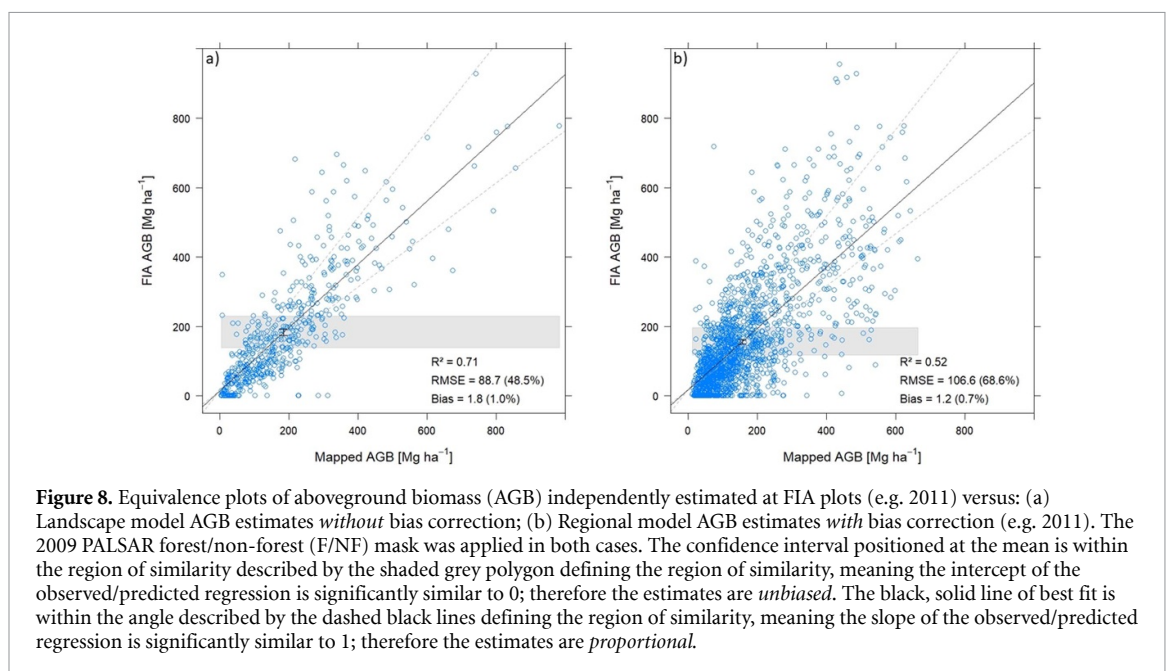 a)
FIA AGB [Mg ha⁻¹]
800
600
400
200
0
R² = 0.71
RMSE = 88.7 (48.5%)
Bias = 1.8 (1.0%)
0 200 400 600 800
Mapped AGB [Mg ha⁻¹]
b)
FIA AGB [Mg ha⁻¹]
800
600
400
200
0
R² = 0.52
RMSE = 106.6 (68.6%)
Bias = 1.2 (0.7%)
0 200 400 600 800
Mapped AGB [Mg ha⁻¹]
Figure 8. Equivalence plots of aboveground biomass (AGB) independently estimated at FIA plots (e.g. 2011) versus: (a)
Landscape model AGB estimates without bias correction; (b) Regional model AGB estimates with bias correction (e.g. 2011). The
2009 PALSAR forest/non-forest (F/NF) mask was applied in both cases. The confidence interval positioned at the mean is within
the region of similarity described by the shaded grey polygon defining the region of similarity, meaning the intercept of the
observed/predicted regression is significantly similar to 0; therefore the estimates are unbiased. The black, solid line of best fit is
within the angle described by the dashed black lines defining the region of similarity, meaning the slope of the observed/predicted
regression is significantly similar to 1; therefore the estimates are proportional.